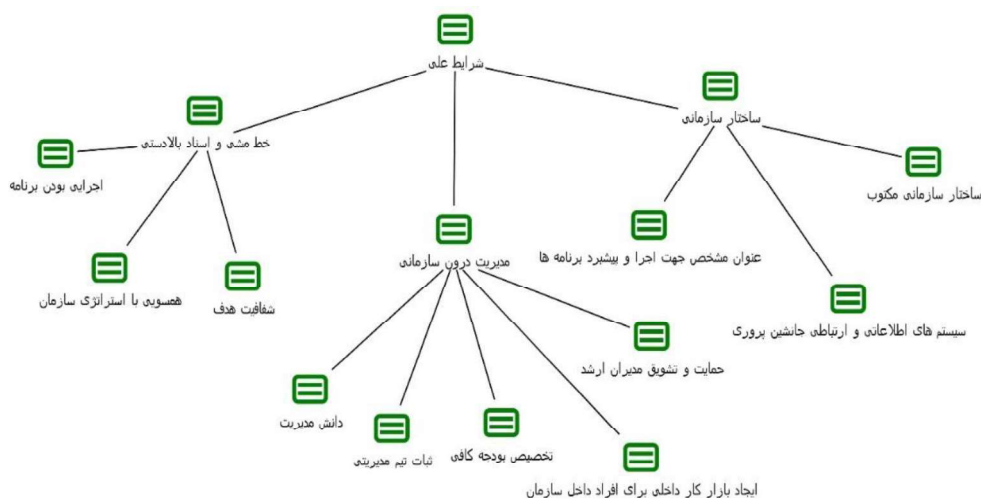 شرایط علی
ساختار سازمانی
خط مشی و اسناد بالادستی
ساختار سازمانی مکتوب
اجرایی بودن برنامه
عنوان مشخص جهت اجرا و پیشبرد برنامه ها
مدیریت درون سازمانی
همسویی با استراتژی سازمان
شفافیت هدف
سیستم های اطلاعاتی و ارتباطی جانشین پروری
حمایت و تشویق مدیران ارشد
دانش مدیریت
تخصیص بودجه کافی
ثبات تیم مدیریتی
ایجاد بازار کار داخلی برای افراد داخل سازمان